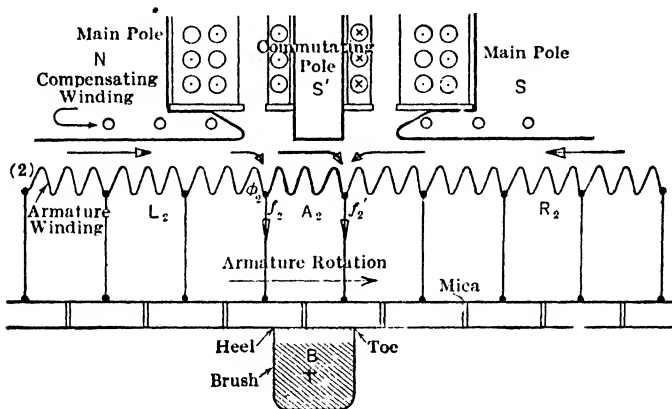 Main Pole
N
Compensating
Winding
Commutating
Pole
S'
Main Pole
S
(2)
Armature
Winding
L₂
ϕ₂
f₂
A₂
f₂'
R₂
Armature Rotation
Mica
Heel
Toe
Brush
B
+